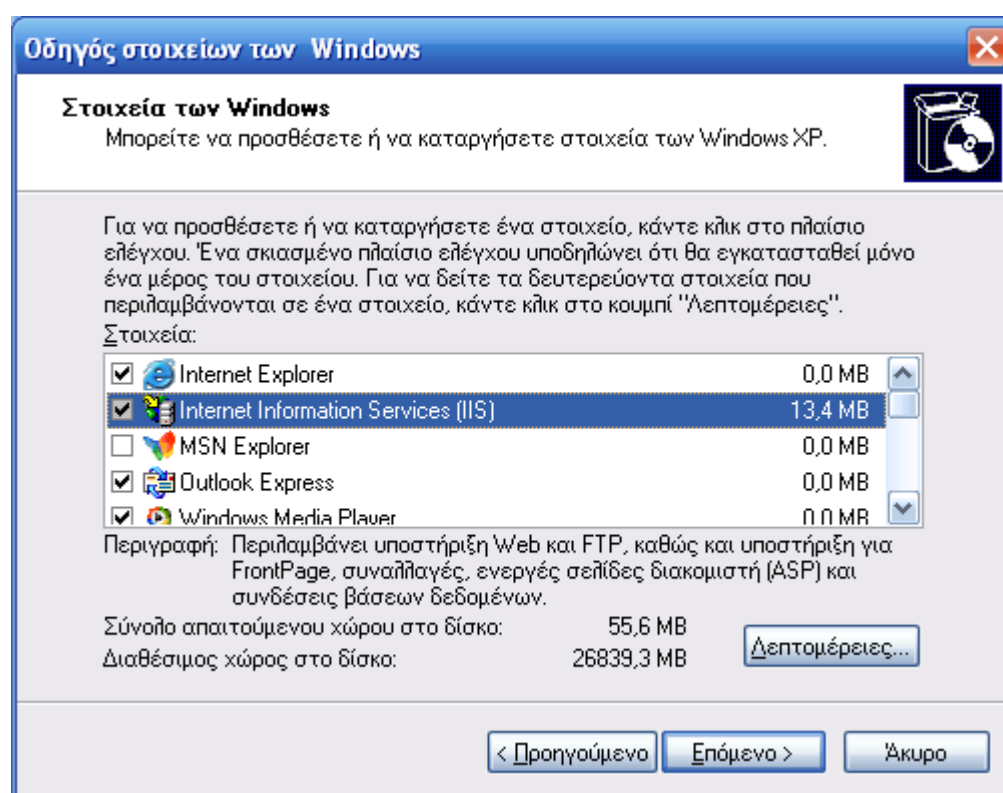 Οδηγός στοιχείων των Windows
Στοιχεία των Windows
Μπορείτε να προσθέσετε ή να καταργήσετε στοιχεία των Windows XP.
Για να προσθέσετε ή να καταργήσετε ένα στοιχείο, κάντε κλικ στο πλαίσιο
ελέγχου. Ένα σκιασμένο πλαίσιο ελέγχου υποδηλώνει ότι θα εγκατασταθεί μόνο
ένα μέρος του στοιχείου. Για να δείτε τα δευτερεύοντα στοιχεία που
περιλαμβάνονται σε ένα στοιχείο, κάντε κλικ στο κουμπί "Λεπτομέρειες".
Στοιχεία:
Internet Explorer 0,0 MB
Internet Information Services (IIS) 13,4 MB
MSN Explorer 0,0 MB
Outlook Express 0,0 MB
Windows Media Player 0,0 MB
Περιγραφή: Περιλαμβάνει υποστήριξη Web και FTP, καθώς και υποστήριξη για
FrontPage, συναλλαγές, ενεργές σελίδες διακομιστή (ASP) και
συνδέσεις βάσεων δεδομένων.
Σύνολο απαιτούμενου χώρου στο δίσκο: 55,6 MB
Διαθέσιμος χώρος στο δίσκο: 26839,3 MB
Λεπτομέρειες...
< Προηγούμενο
Επόμενο >
Άκυρο